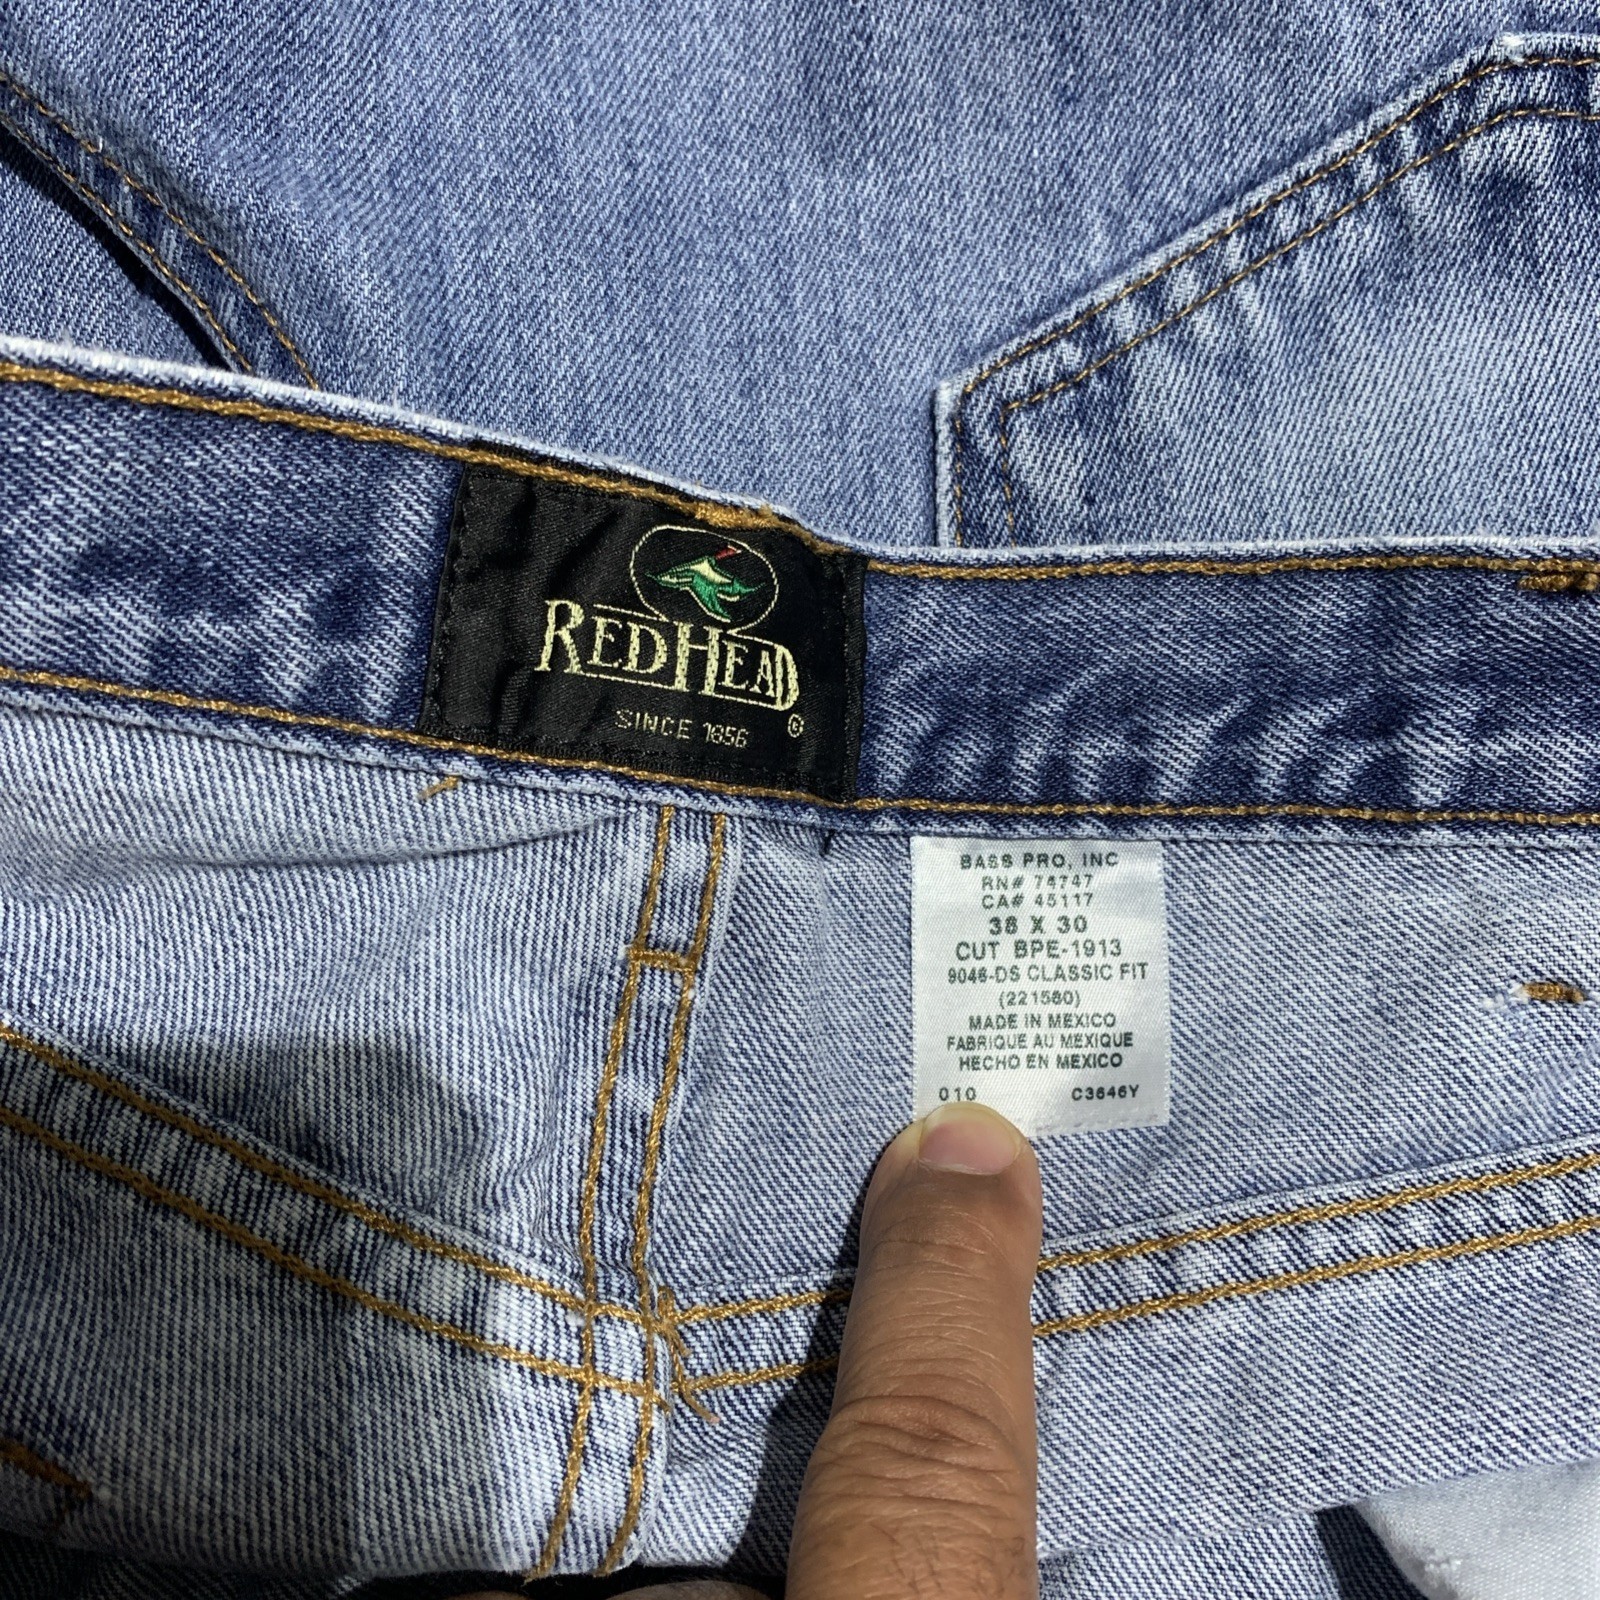 REDHEAD
®
SINCE 1856
BASS PRO, INC
RN# 74747
CA# 45117
38 X 30
CUT BPE-1913
9046-DS CLASSIC FIT
(221580)
MADE IN MEXICO
FABRIQUE AU MEXIQUE
HECHO EN MEXICO
010 C3646Y